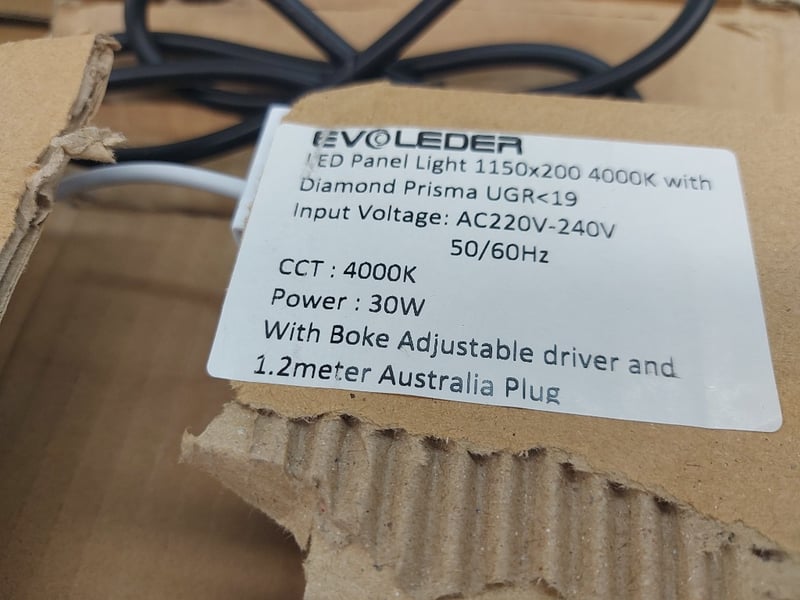 EVOLEDER
LED Panel Light 1150x200 4000K with
Diamond Prisma UGR<19
Input Voltage: AC220V-240V
50/60Hz
CCT : 4000K
Power : 30W
With Boke Adjustable driver and
1.2meter Australia Plug